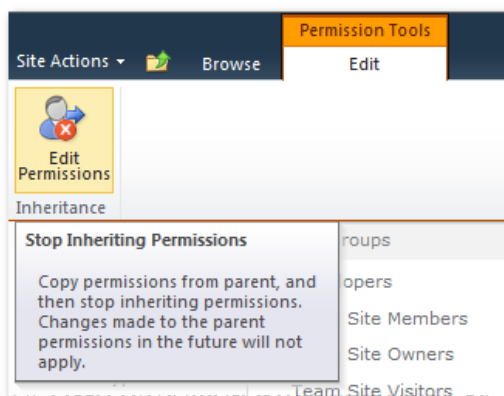 Permission Tools
Site Actions
Browse
Edit
Edit
Permissions
Inheritance
Stop Inheriting Permissions
Copy permissions from parent, and
then stop inheriting permissions.
Changes made to the parent
permissions in the future will not
apply.
roups
lopers
Site Members
Site Owners
Team Site Visitors